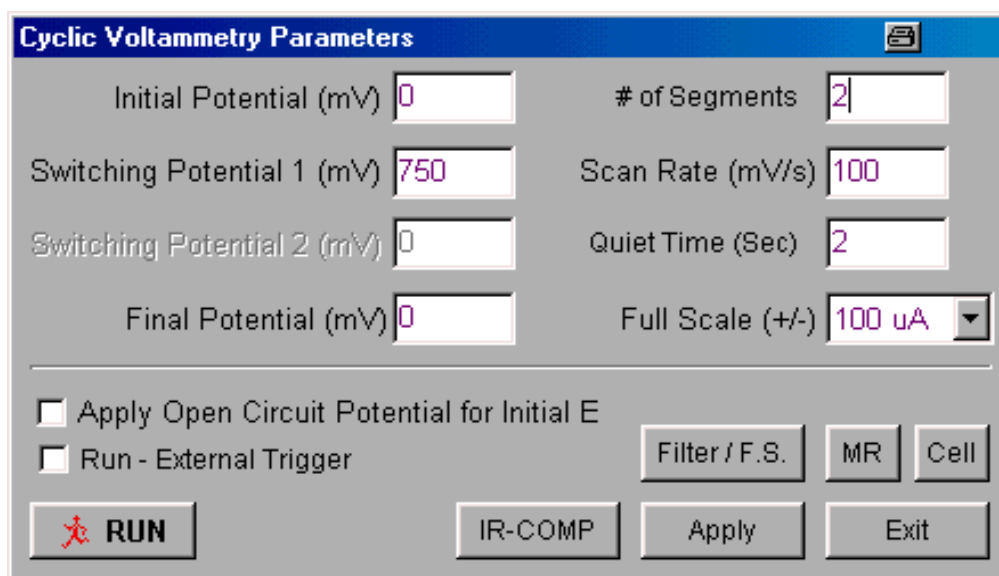 Cyclic Voltammetry Parameters
Initial Potential (mV) 0 # of Segments 2
Switching Potential 1 (mV) 750 Scan Rate (mV/s) 100
Switching Potential 2 (mV) 0 Quiet Time (Sec) 2
Final Potential (mV) 0 Full Scale (+/-) 100 uA
Apply Open Circuit Potential for Initial E
Run - External Trigger
Filter / F.S. MR Cell
RUN IR-COMP Apply Exit